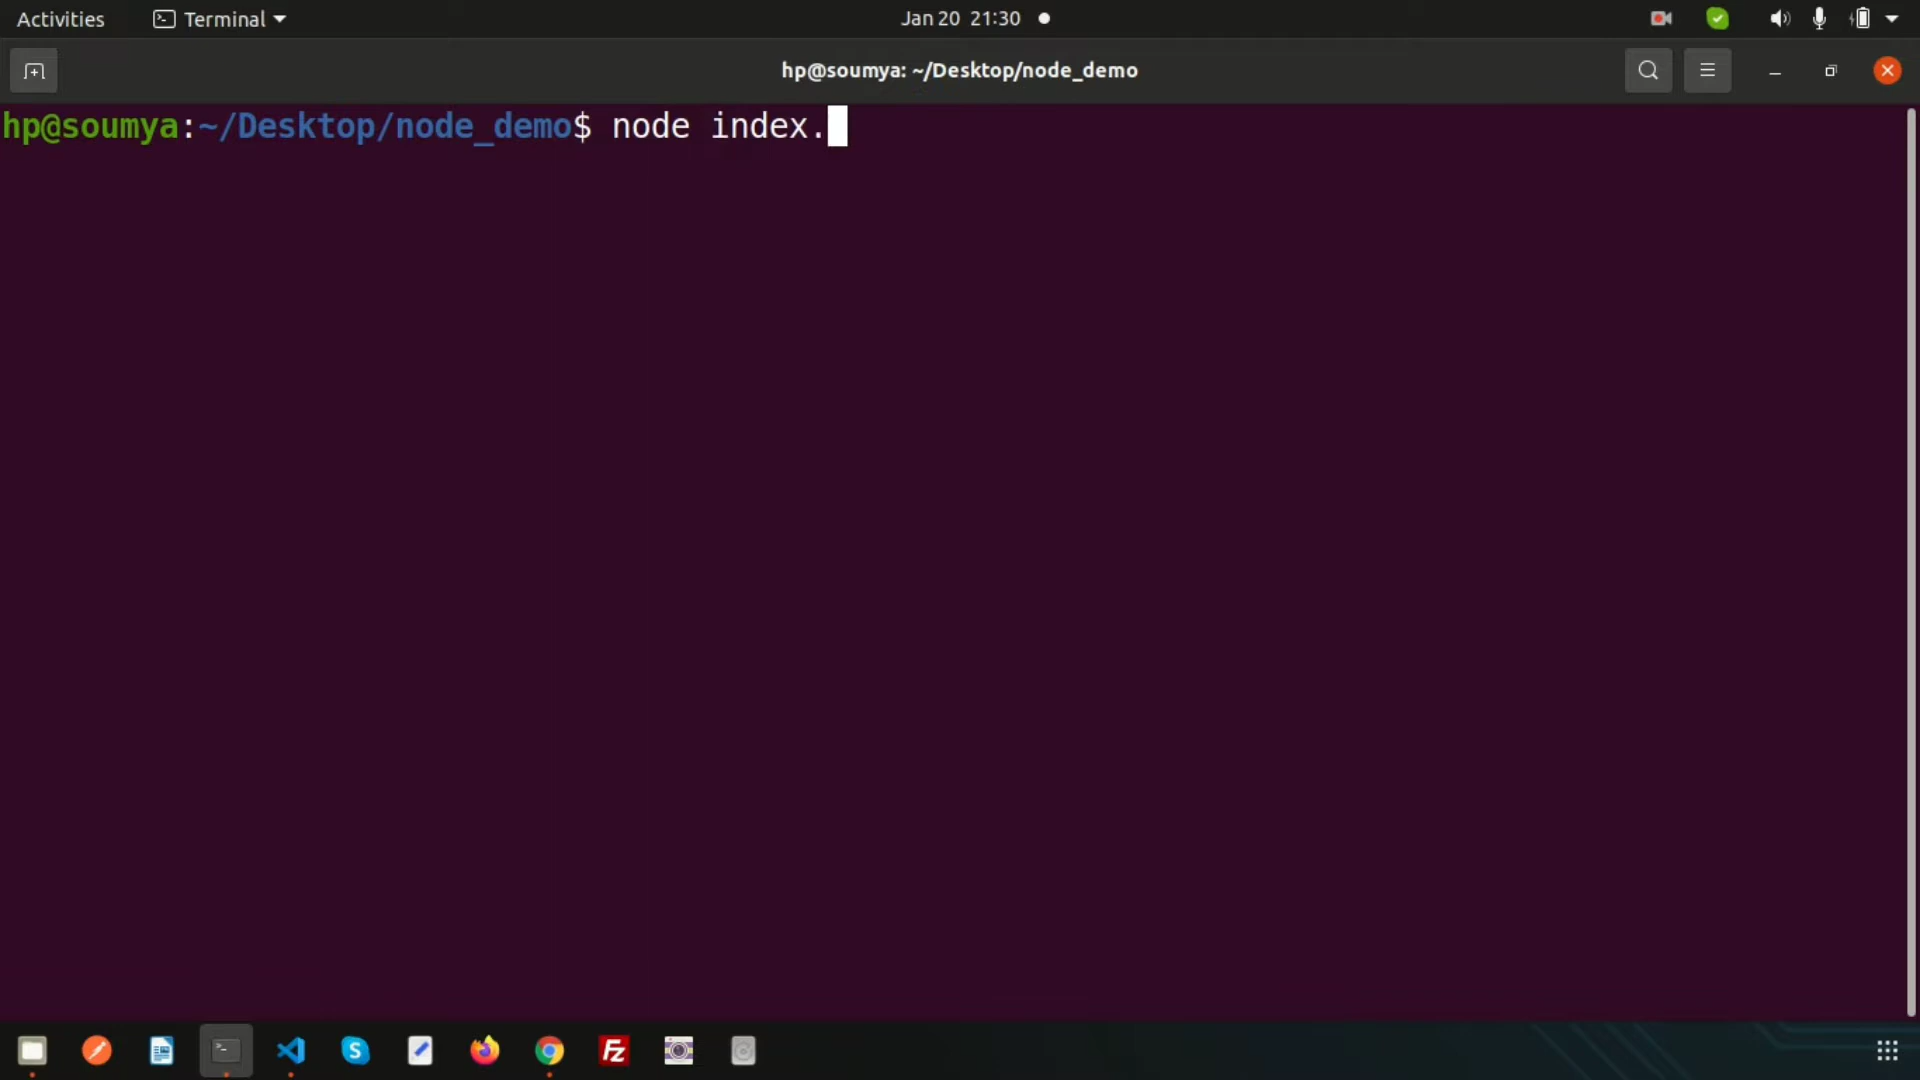 Activities Terminal Jan 20 21:30
hp@soumya: ~/Desktop/node_demo
hp@soumya:~/Desktop/node_demo$ node index.